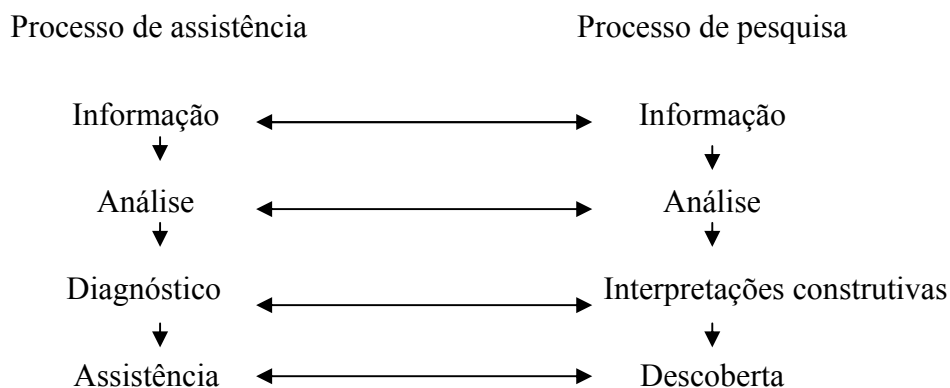 Processo de assistência Processo de pesquisa
Informação Informação
Análise Análise
Diagnóstico Interpretações construtivas
Assistência Descoberta